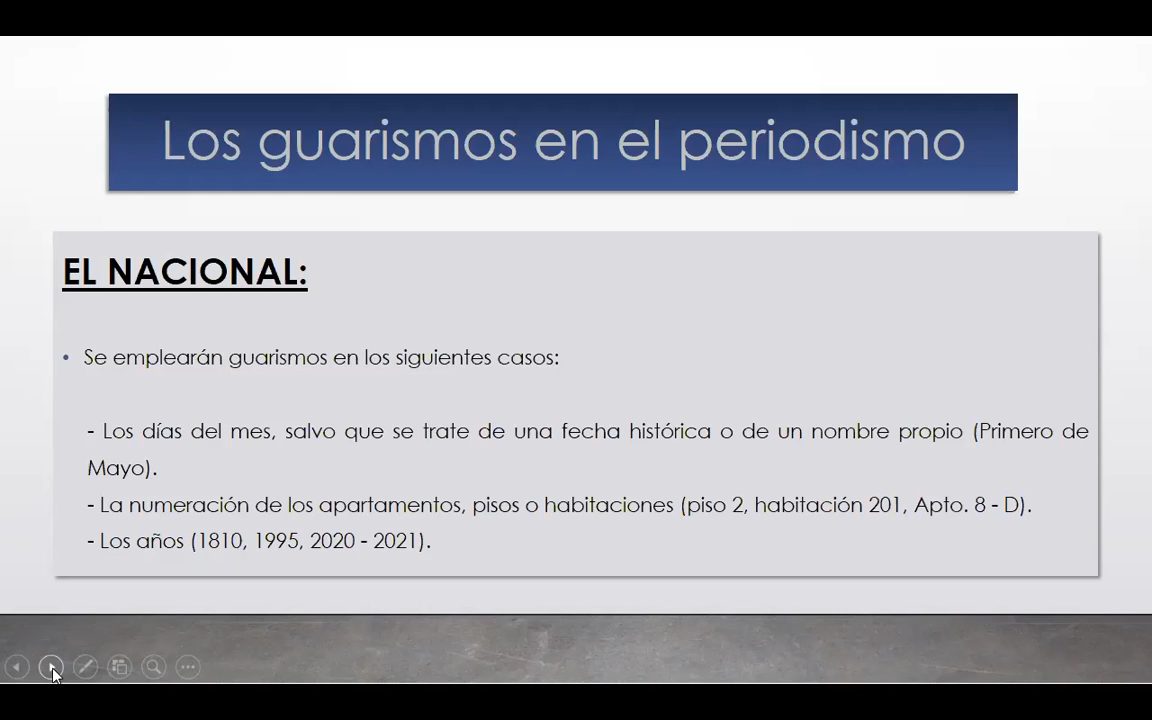 Los guarismos en el periodismo
EL NACIONAL:
• Se emplearán guarismos en los siguientes casos:
- Los días del mes, salvo que se trate de una fecha histórica o de un nombre propio (Primero de
Mayo).
- La numeración de los apartamentos, pisos o habitaciones (piso 2, habitación 201, Apto. 8 - D).
- Los años (1810, 1995, 2020 - 2021).